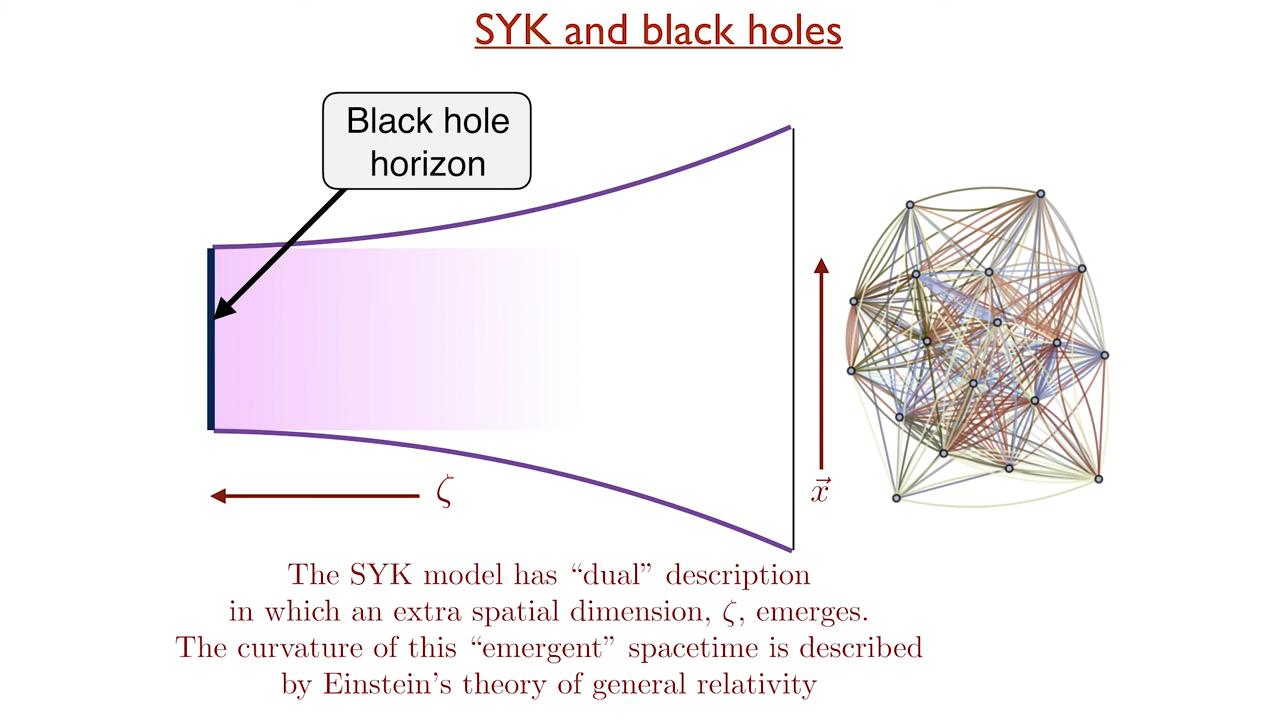 SYK and black holes
Black hole
horizon
ζ
x⃗
The SYK model has “dual” description
in which an extra spatial dimension, ζ, emerges.
The curvature of this “emergent” spacetime is described
by Einstein’s theory of general relativity